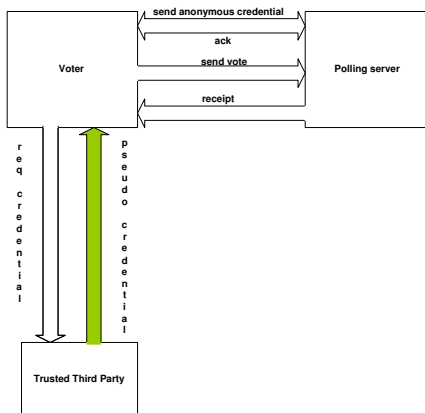 send anonymous credential
ack
Voter
send vote
Polling server
receipt
req credential
pseudo credential
Trusted Third Party